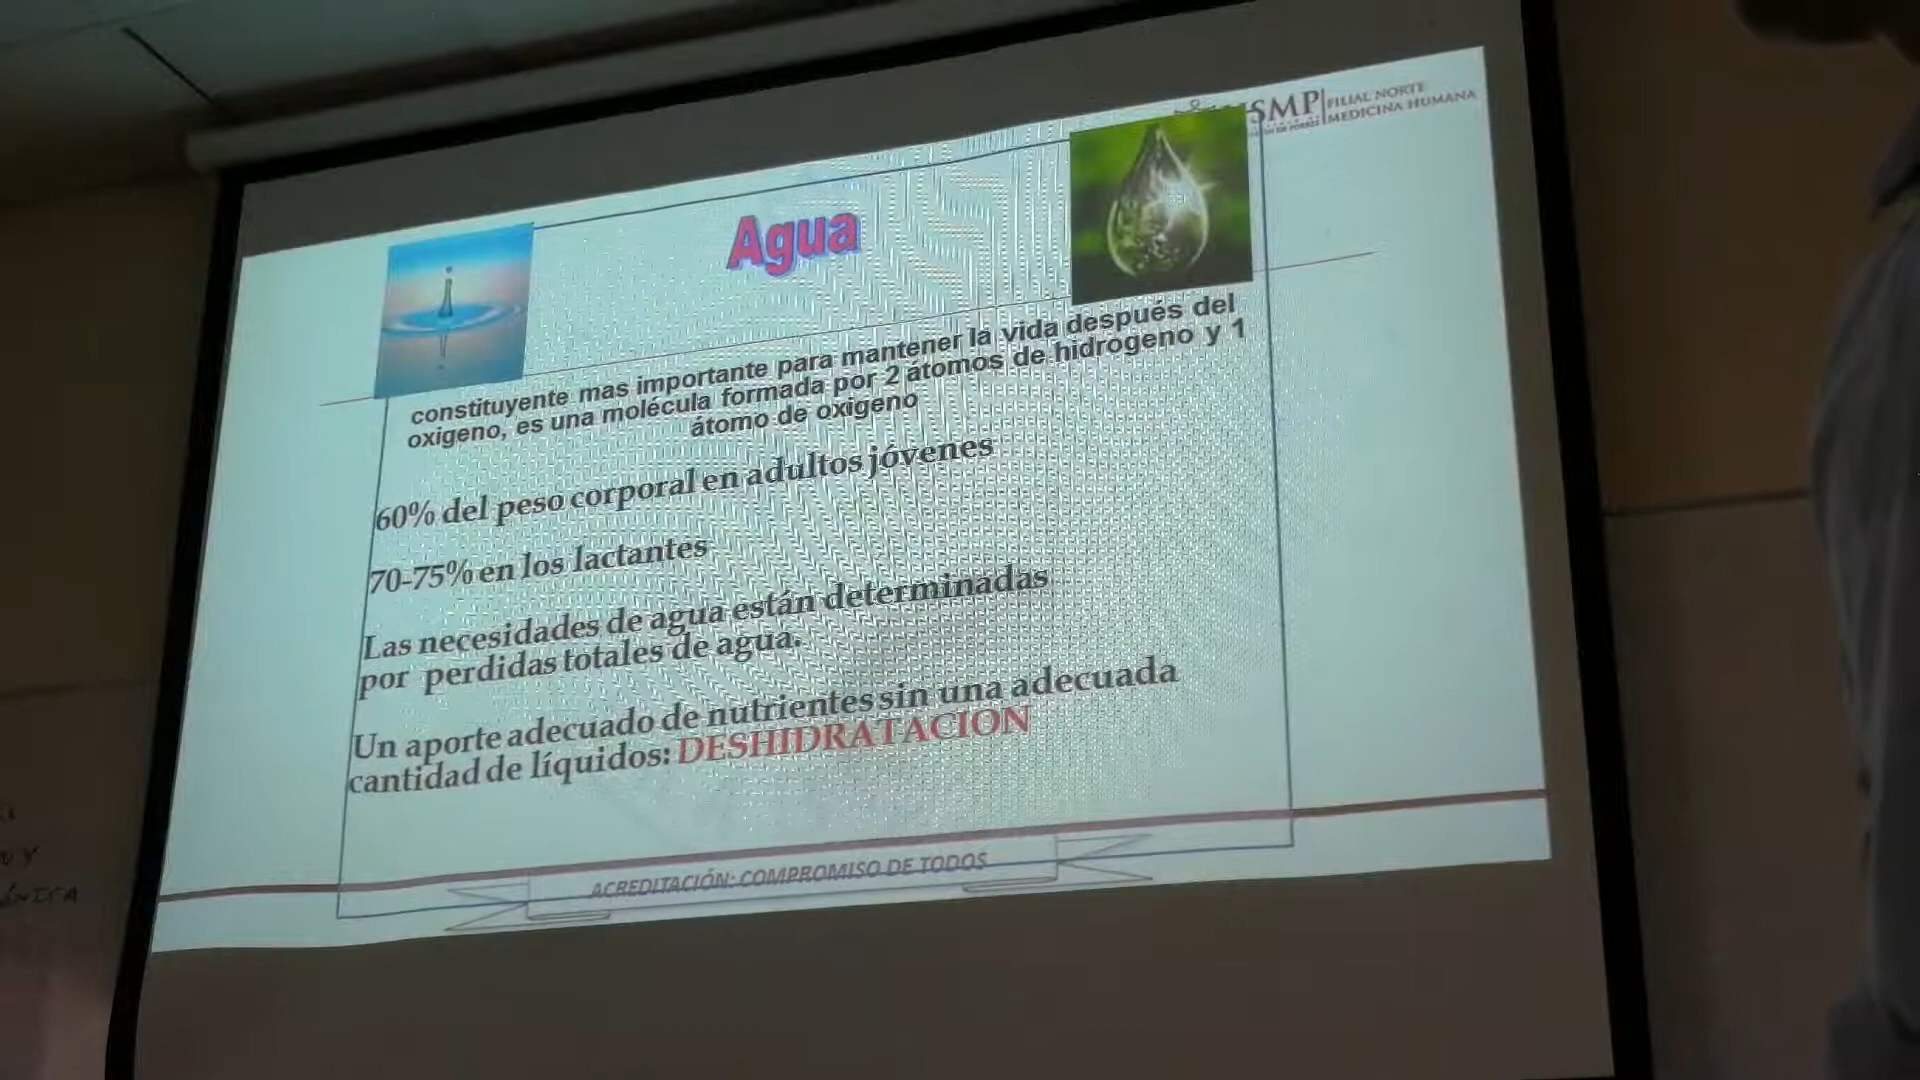 SMP
FILIAL NORTE
MEDICINA HUMANA
Agua
constituyente mas importante para mantener la vida después del
oxigeno, es una molécula formada por 2 átomos de hidrogeno y 1
átomo de oxigeno
60% del peso corporal en adultos jóvenes
70-75% en los lactantes
Las necesidades de agua están determinadas
por perdidas totales de agua.
Un aporte adecuado de nutrientes sin una adecuada
cantidad de líquidos: DESHIDRATACION
ACREDITACIÓN: COMPROMISO DE TODOS